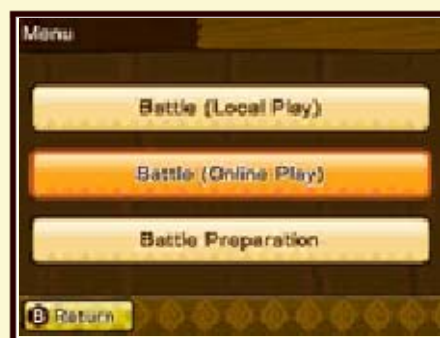 Menu
Battle (Local Play)
Battle (Online Play)
Battle Preparation
B Return